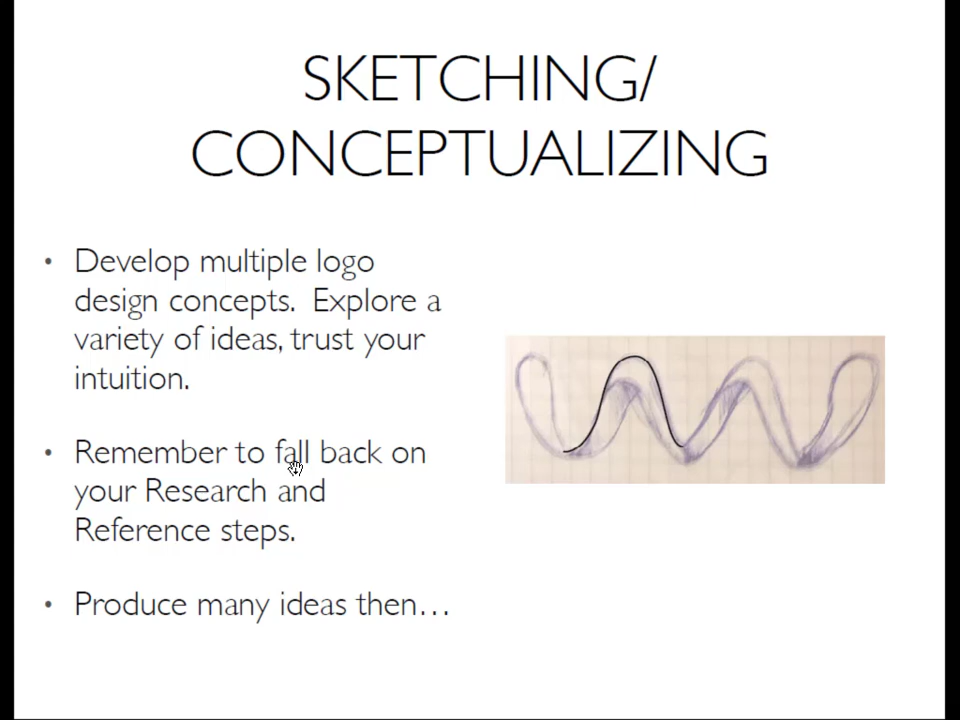 SKETCHING/
CONCEPTUALIZING
• Develop multiple logo
design concepts.  Explore a
variety of ideas, trust your
intuition.
• Remember to fall back on
your Research and
Reference steps.
• Produce many ideas then…